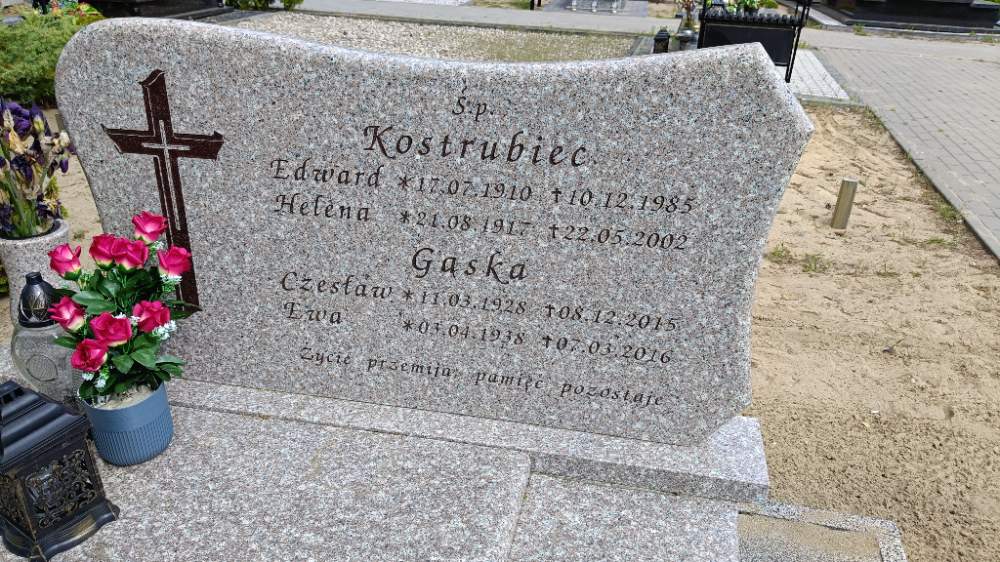 Ś.p.
Kostrubiec
Edward *17.07.1910 †10.12.1985
Helena *21.08.1917 †22.05.2002
Gąska
Czesław *11.03.1928 †08.12.2015
Ewa *03.04.1938 †07.03.2016
Życie przemija, pamięć pozostaje